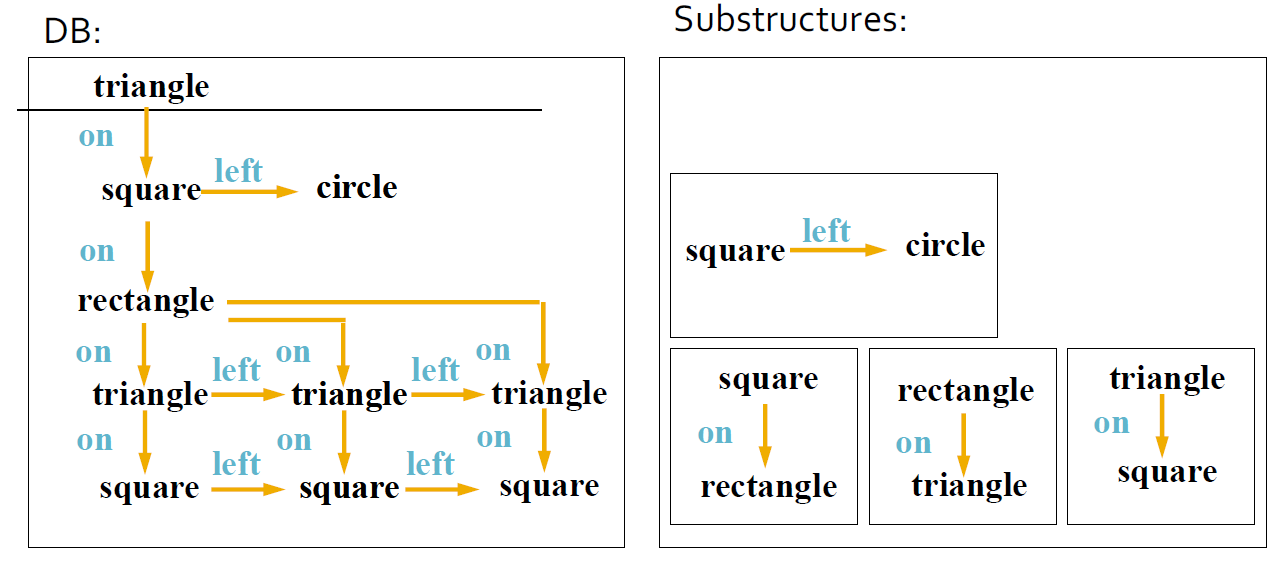 DB:
triangle
on
left
square
circle
on
rectangle
on
on
on
left
left
triangle
triangle
triangle
on
on
on
left
left
square
square
square
Substructures:
left
square
circle
square
on
rectangle
rectangle
on
triangle
triangle
on
square